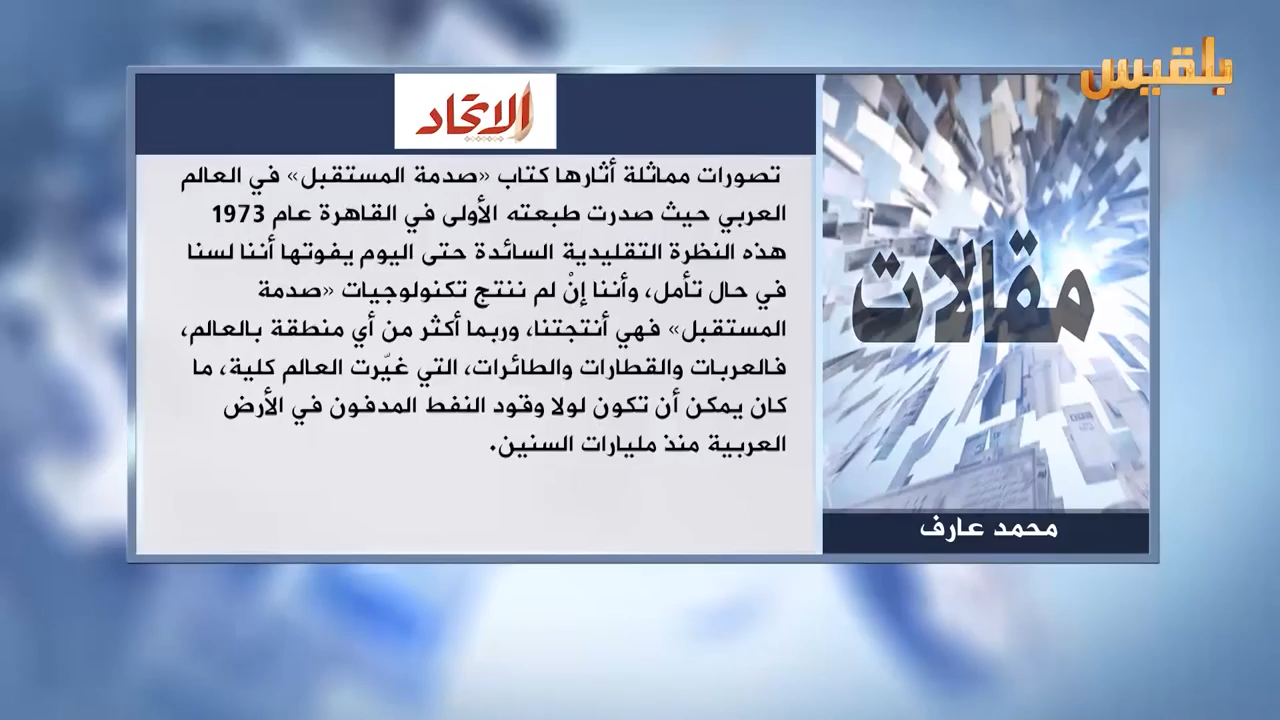 بلقيس
الاتحاد
تصورات مماثلة أثارها كتاب «صدمة المستقبل» في العالم
العربي حيث صدرت طبعته الأولى في القاهرة عام 1973
هذه النظرة التقليدية السائدة حتى اليوم يفوتها أننا لسنا
في حال تأمل، وأننا إنْ لم ننتج تكنولوجيات «صدمة
المستقبل» فهي أنتجتنا، وربما أكثر من أي منطقة بالعالم،
فالعربات والقطارات والطائرات، التي غيّرت العالم كلية، ما
كان يمكن أن تكون لولا وقود النفط المدفون في الأرض
العربية منذ مليارات السنين.
مقالات
محمد عارف